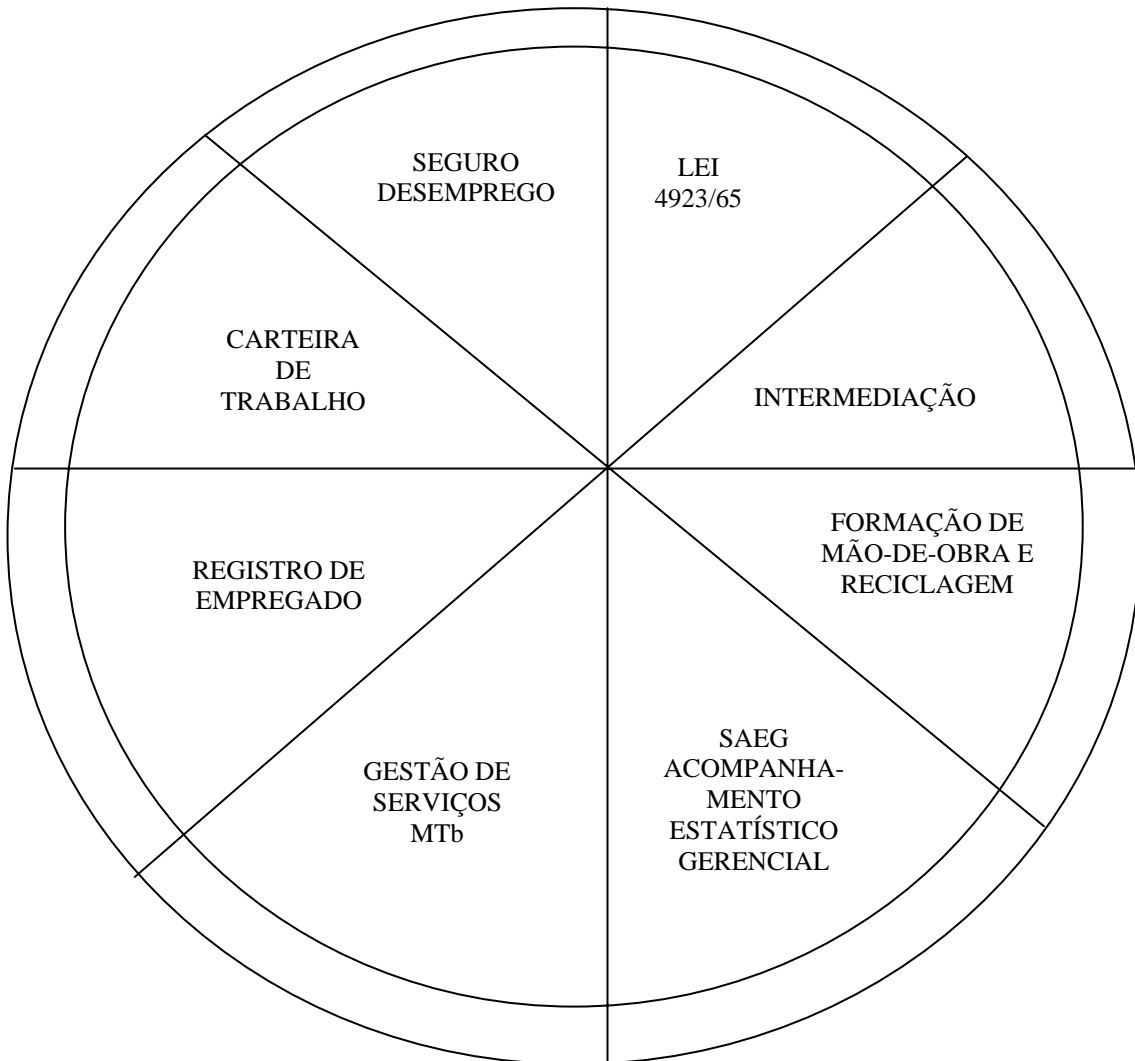 SEGURO
DESEMPREGO
LEI
4923/65
CARTEIRA
DE
TRABALHO
INTERMEDIAÇÃO
FORMAÇÃO DE
MÃO-DE-OBRA E
RECICLAGEM
REGISTRO DE
EMPREGADO
GESTÃO DE
SERVIÇOS
MTb
SAEG
ACOMPANHA-
MENTO
ESTATÍSTICO
GERENCIAL